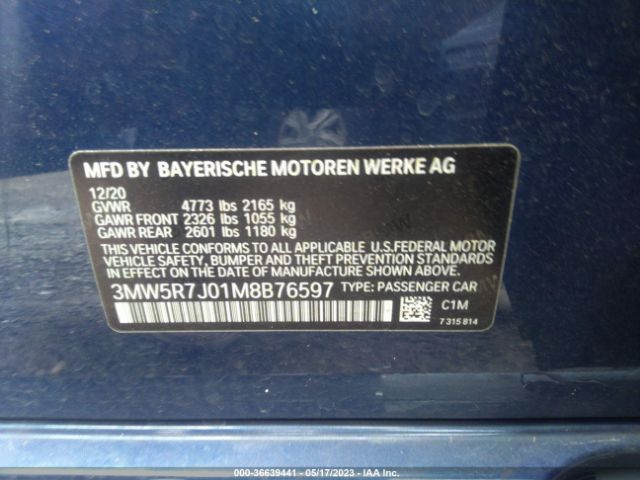 MFD BY BAYERISCHE MOTOREN WERKE AG
12/20
GVWR 4773 lbs 2165 kg
GAWR FRONT 2326 lbs 1055 kg
GAWR REAR 2601 lbs 1180 kg
THIS VEHICLE CONFORMS TO ALL APPLICABLE U.S.FEDERAL MOTOR
VEHICLE SAFETY, BUMPER AND THEFT PREVENTION STANDARDS
IN EFFECT ON THE DATE OF MANUFACTURE SHOWN ABOVE.
3MW5R7J01M8B76597 TYPE: PASSENGER CAR
C1M
7 315 814
000-36639441 - 05/17/2023 - IAA Inc.